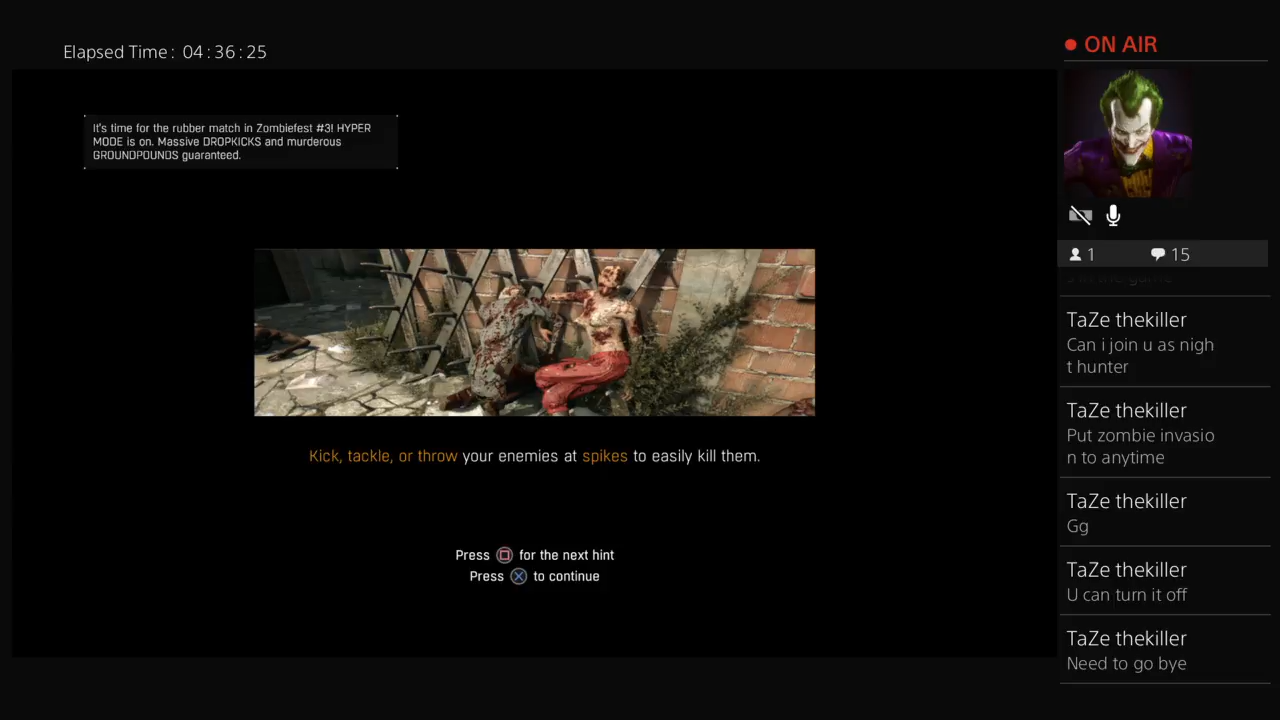 Elapsed Time: 04:36:25
ON AIR
It's time for the rubber match in Zombiefest #3! HYPER
MODE is on. Massive DROPKICKS and murderous
GROUNDPOUNDS guaranteed.
Kick, tackle, or throw your enemies at spikes to easily kill them.
Press for the next hint
Press to continue
1 15
TaZe thekiller
Can i join u as nigh
t hunter
TaZe thekiller
Put zombie invasio
n to anytime
TaZe thekiller
Gg
TaZe thekiller
U can turn it off
TaZe thekiller
Need to go bye